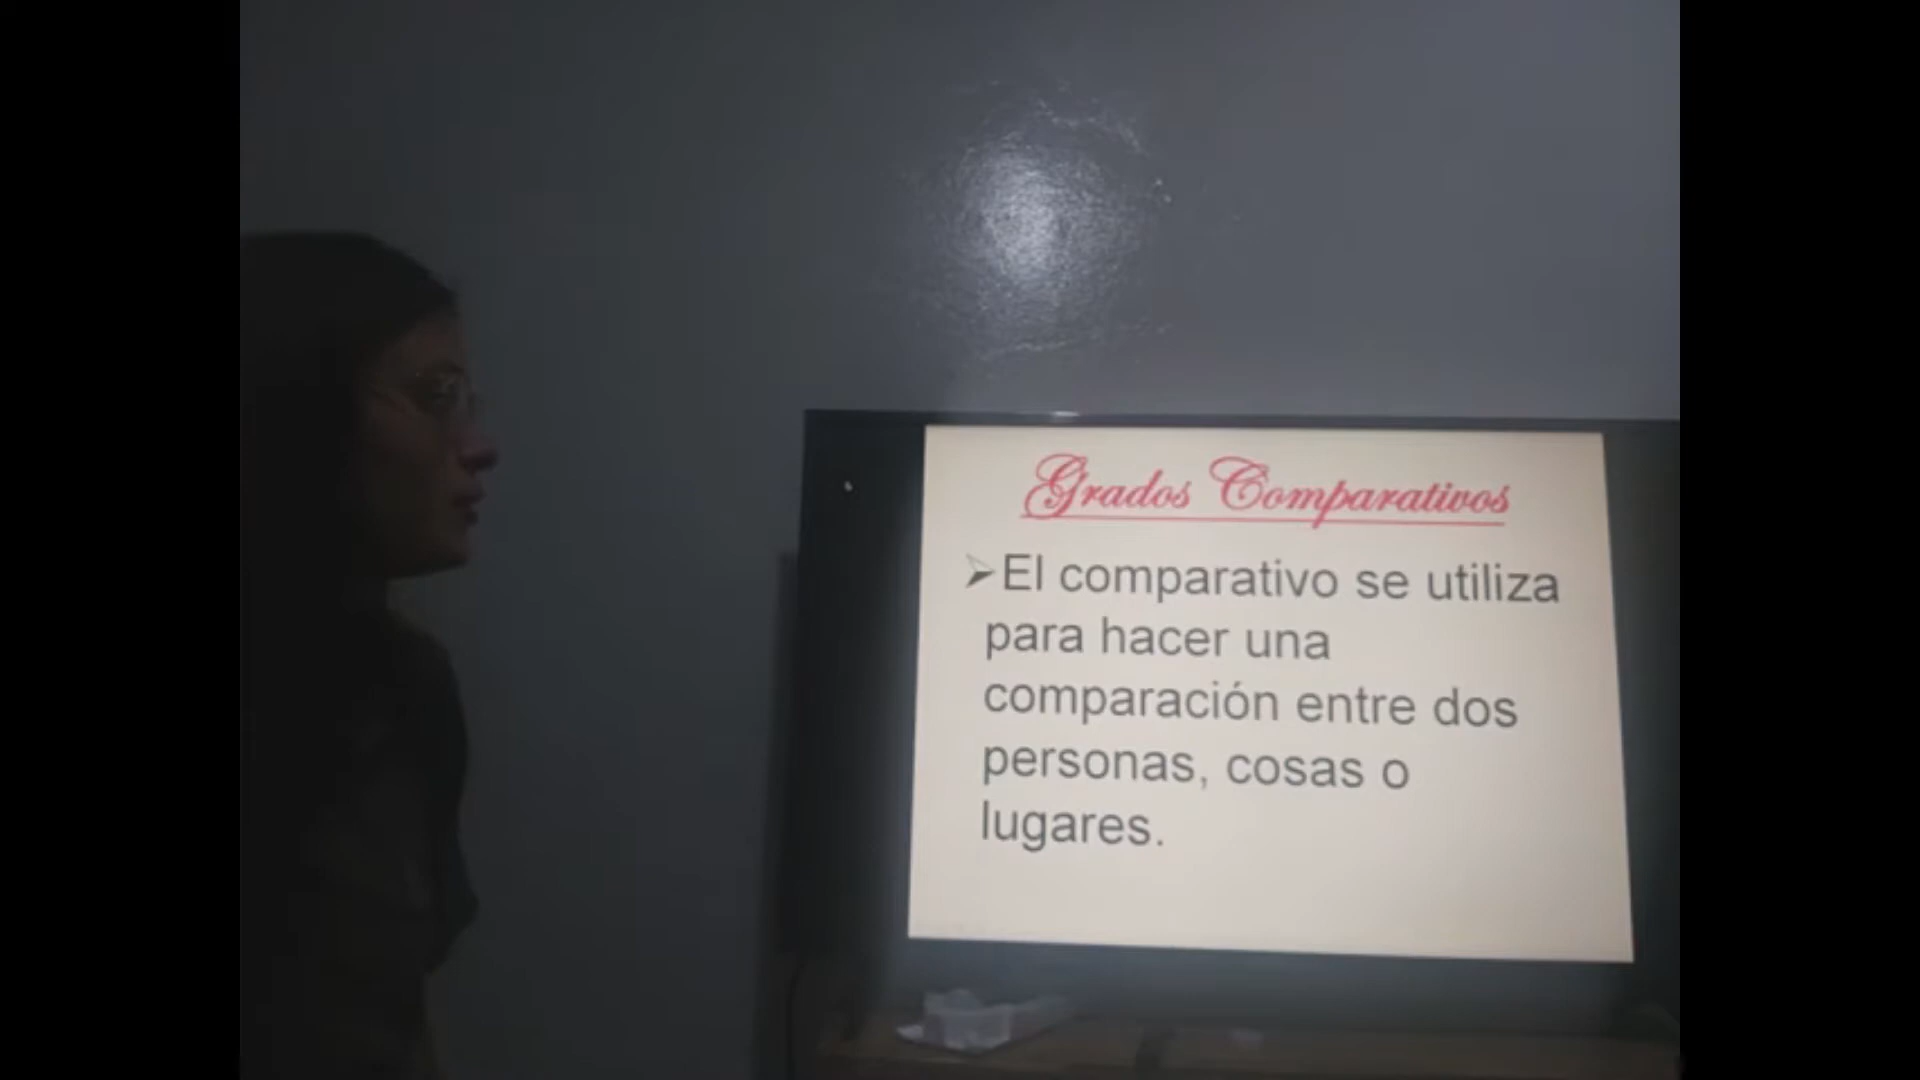 Grados Comparativos
El comparativo se utiliza
para hacer una
comparación entre dos
personas, cosas o
lugares.